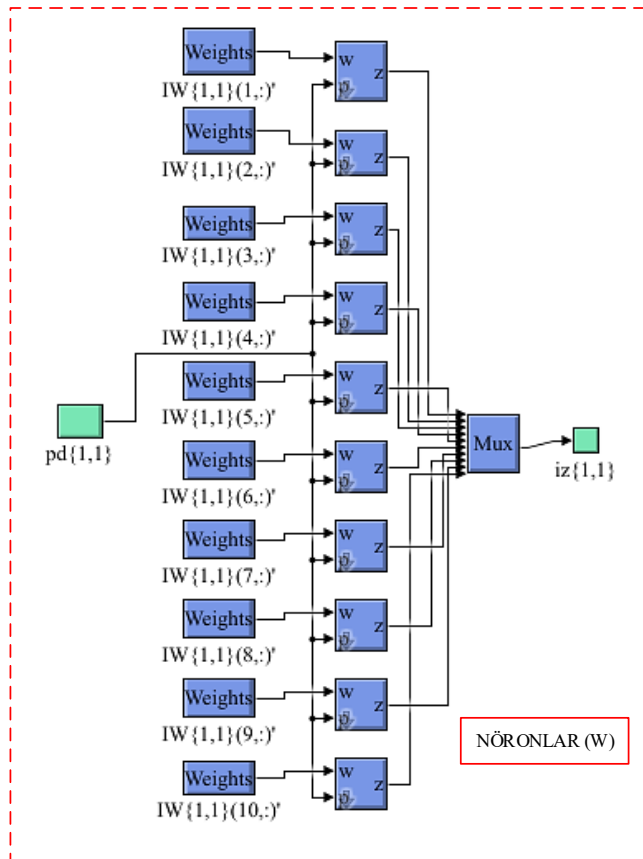 Weights
w
z
p
IW{1,1}(1,:)'
Weights
w
z
p
IW{1,1}(2,:)'
Weights
w
z
p
IW{1,1}(3,:)'
Weights
w
z
p
IW{1,1}(4,:)'
Weights
w
z
p
IW{1,1}(5,:)'
pd{1,1}
Mux
iz{1,1}
Weights
w
z
p
IW{1,1}(6,:)'
Weights
w
z
p
IW{1,1}(7,:)'
Weights
w
z
p
IW{1,1}(8,:)'
Weights
w
z
p
IW{1,1}(9,:)'
NÖRONLAR (W)
Weights
w
z
p
IW{1,1}(10,:)'